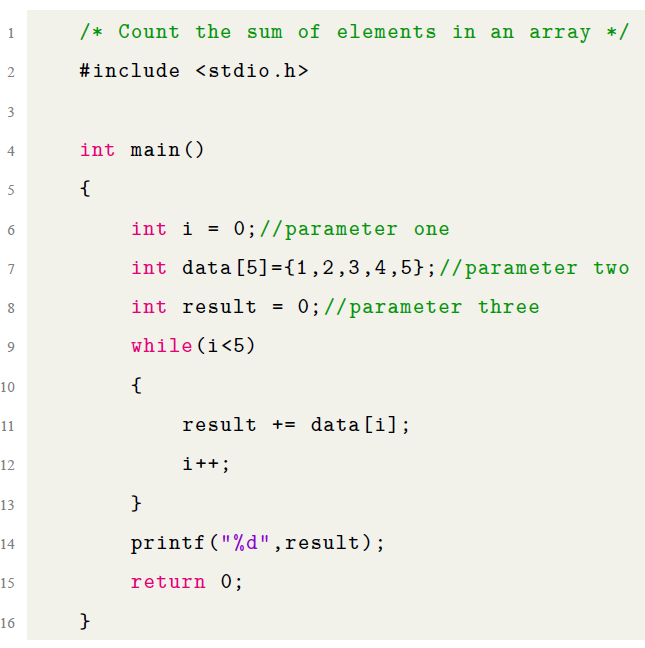 1 /* Count the sum of elements in an array */
2 #include <stdio.h>
3
4 int main()
5 {
6 int i = 0;//parameter one
7 int data[5]={1,2,3,4,5};//parameter two
8 int result = 0;//parameter three
9 while(i<5)
10 {
11 result += data[i];
12 i++;
13 }
14 printf("%d",result);
15 return 0;
16 }